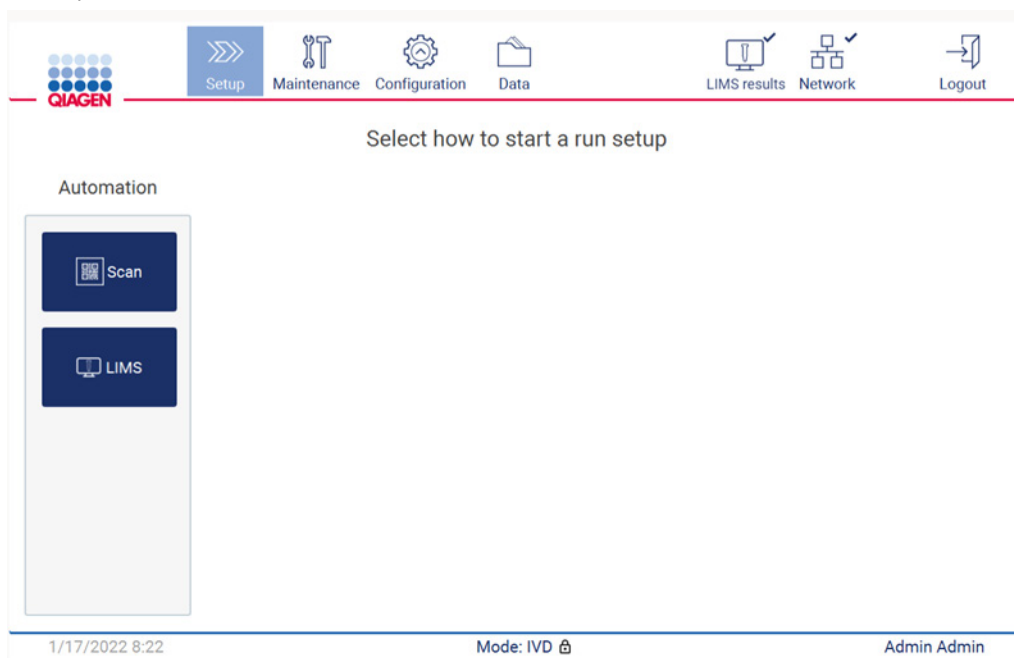 QIAGEN
Setup
Maintenance
Configuration
Data
LIMS results
Network
Logout
Select how to start a run setup
Automation
Scan
LIMS
1/17/2022 8:22
Mode: IVD
Admin Admin